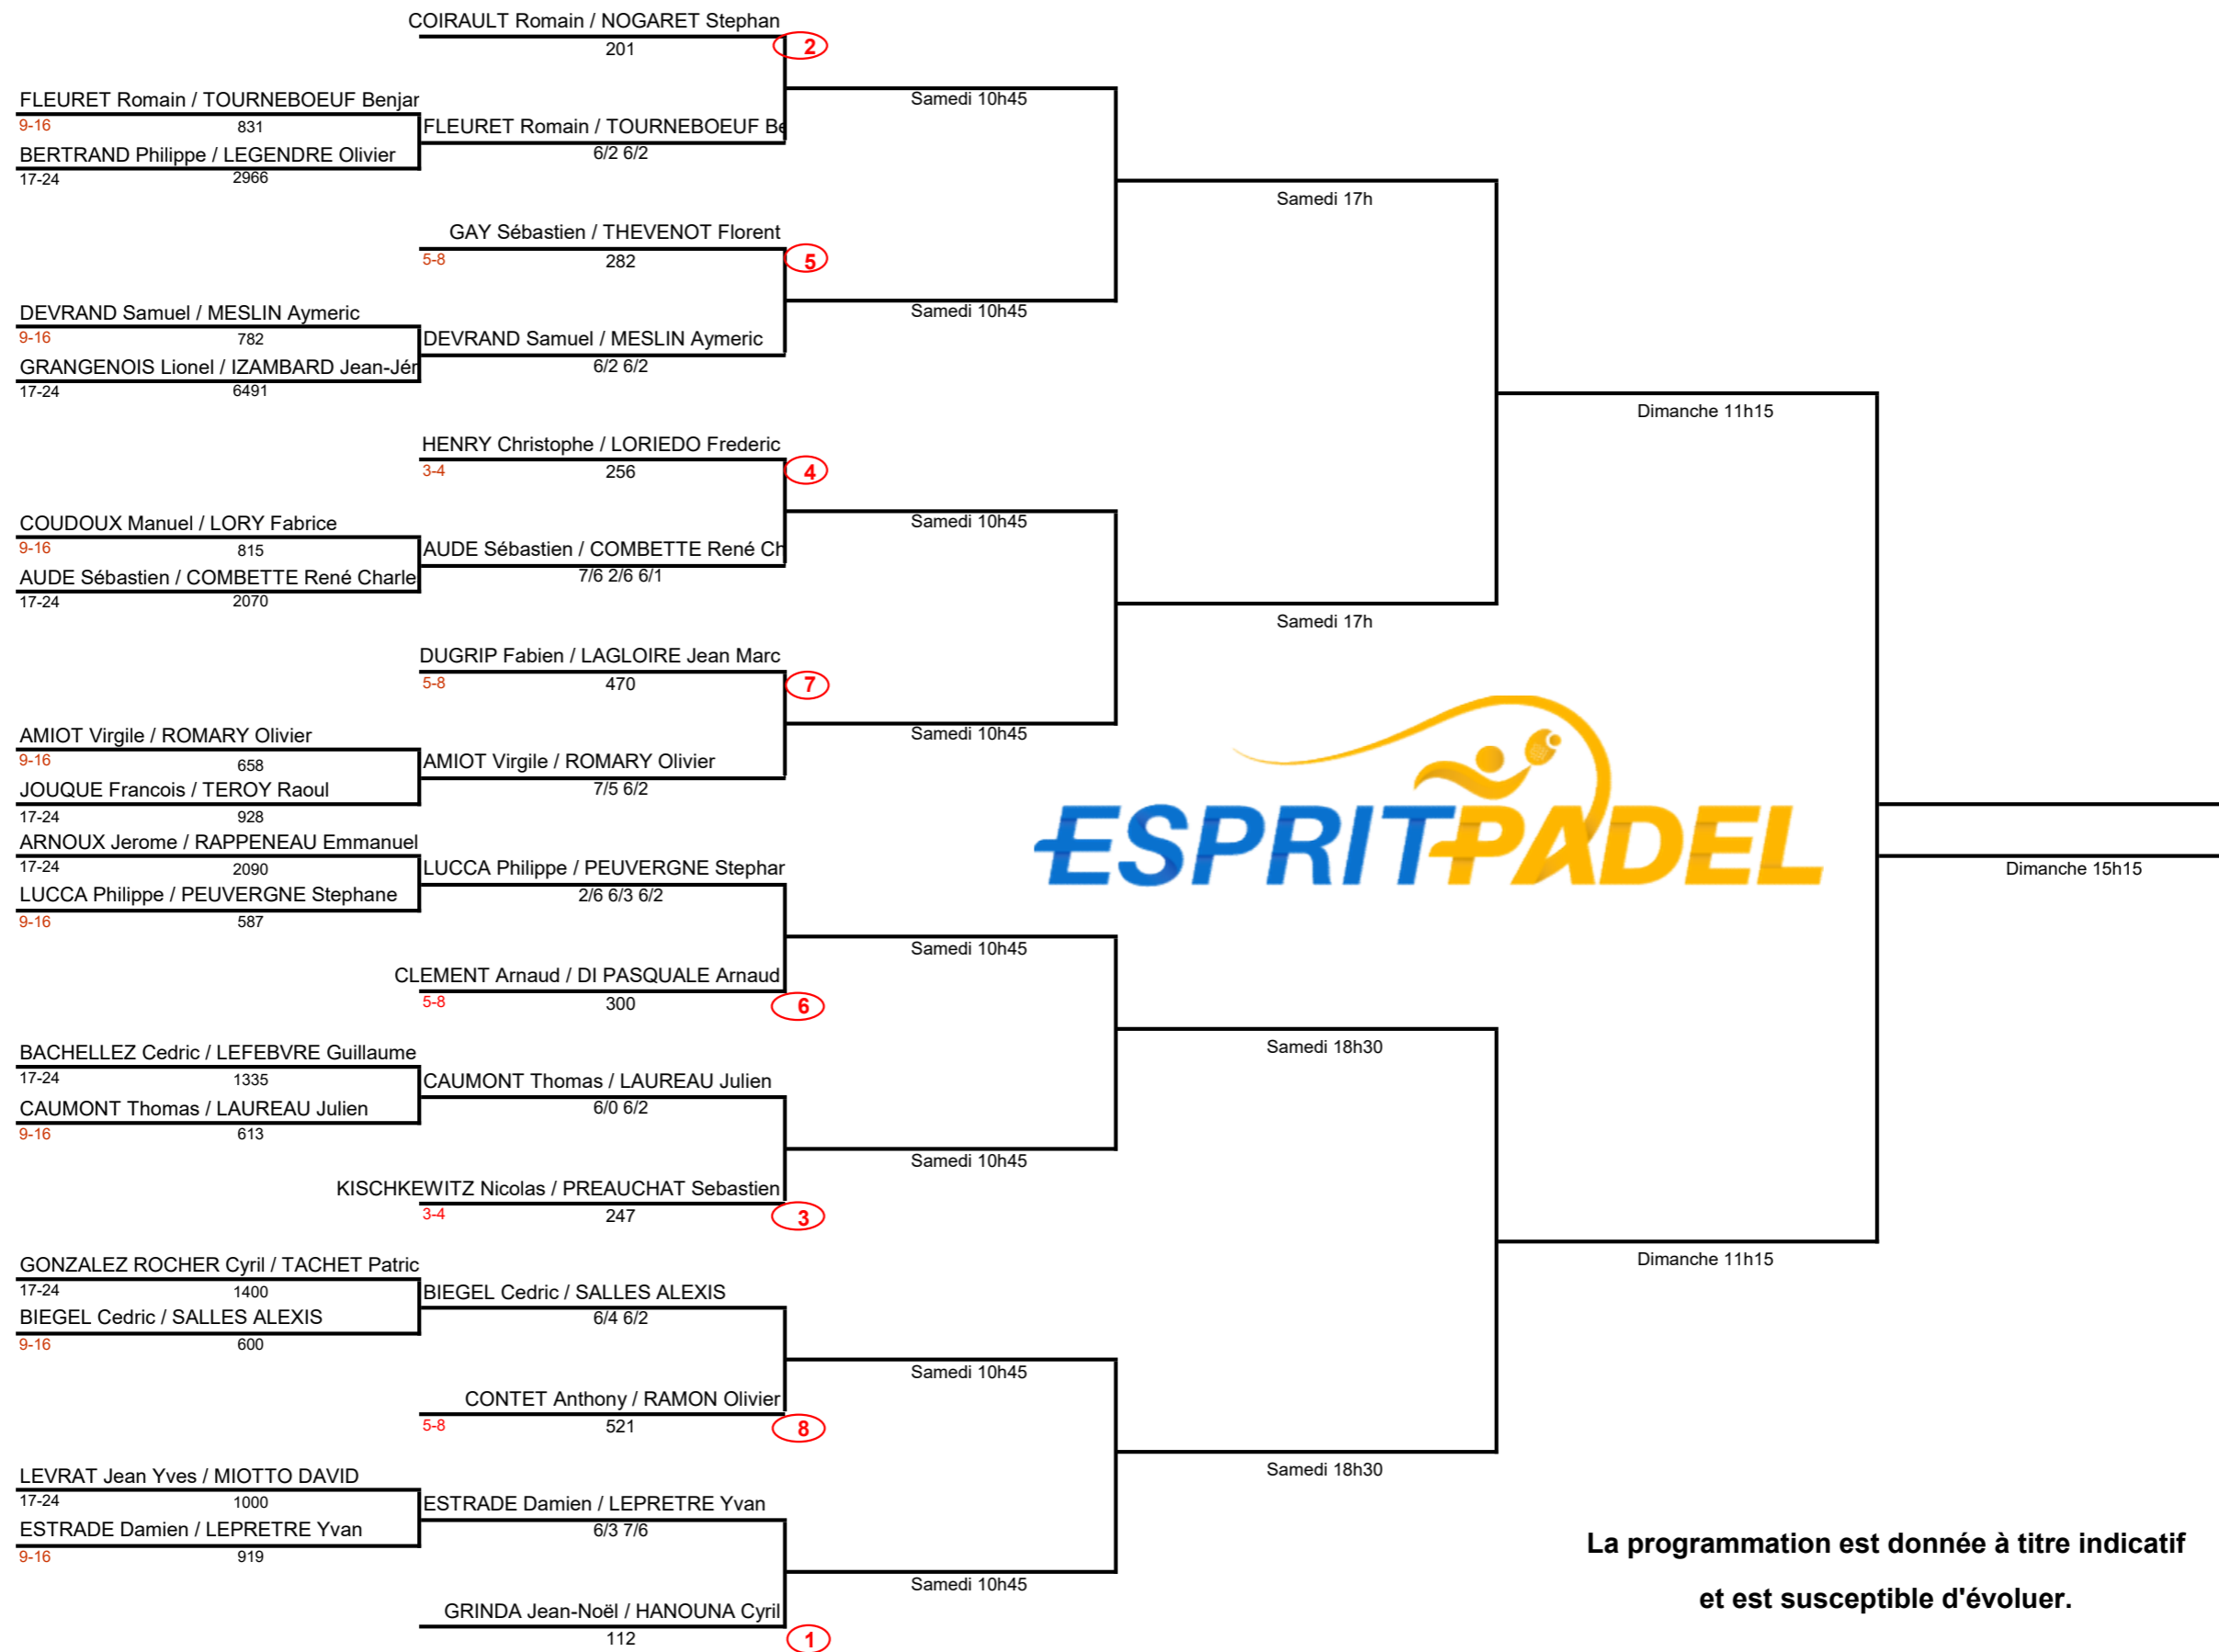 COIRAULT Romain / NOGARET Stephan
201
2
FLEURET Romain / TOURNEBOEUF Benjar
9-16 831
BERTRAND Philippe / LEGENDRE Olivier
17-24 2966
FLEURET Romain / TOURNEBOEUF Be
6/2 6/2
Samedi 10h45
GAY Sébastien / THEVENOT Florent
5-8 282
5
DEVRAND Samuel / MESLIN Aymeric
9-16 782
GRANGENOIS Lionel / IZAMBARD Jean-Jér
17-24 6491
DEVRAND Samuel / MESLIN Aymeric
6/2 6/2
Samedi 10h45
Samedi 17h
HENRY Christophe / LORIEDO Frederic
3-4 256
4
COUDOUX Manuel / LORY Fabrice
9-16 815
AUDE Sébastien / COMBETTE René Charle
17-24 2070
AUDE Sébastien / COMBETTE René Ch
7/6 2/6 6/1
Samedi 10h45
DUGRIP Fabien / LAGLOIRE Jean Marc
5-8 470
7
AMIOT Virgile / ROMARY Olivier
9-16 658
JOUQUE Francois / TEROY Raoul
17-24 928
AMIOT Virgile / ROMARY Olivier
7/5 6/2
Samedi 10h45
Samedi 17h
Dimanche 11h15
ESPRITPADEL
ARNOUX Jerome / RAPPENEAU Emmanuel
17-24 2090
LUCCA Philippe / PEUVERGNE Stephane
9-16 587
LUCCA Philippe / PEUVERGNE Stephar
2/6 6/3 6/2
CLEMENT Arnaud / DI PASQUALE Arnaud
5-8 300
6
Samedi 10h45
BACHELLEZ Cedric / LEFEBVRE Guillaume
17-24 1335
CAUMONT Thomas / LAUREAU Julien
9-16 613
CAUMONT Thomas / LAUREAU Julien
6/0 6/2
KISCHKEWITZ Nicolas / PREAUCHAT Sebastien
3-4 247
3
Samedi 10h45
Samedi 18h30
GONZALEZ ROCHER Cyril / TACHET Patric
17-24 1400
BIEGEL Cedric / SALLES ALEXIS
9-16 600
BIEGEL Cedric / SALLES ALEXIS
6/4 6/2
CONTET Anthony / RAMON Olivier
5-8 521
8
Samedi 10h45
LEVRAT Jean Yves / MIOTTO DAVID
17-24 1000
ESTRADE Damien / LEPRETRE Yvan
9-16 919
ESTRADE Damien / LEPRETRE Yvan
6/3 7/6
GRINDA Jean-Noël / HANOUNA Cyril
112
1
Samedi 10h45
Samedi 18h30
Dimanche 11h15
Dimanche 15h15
La programmation est donnée à titre indicatif
et est susceptible d'évoluer.